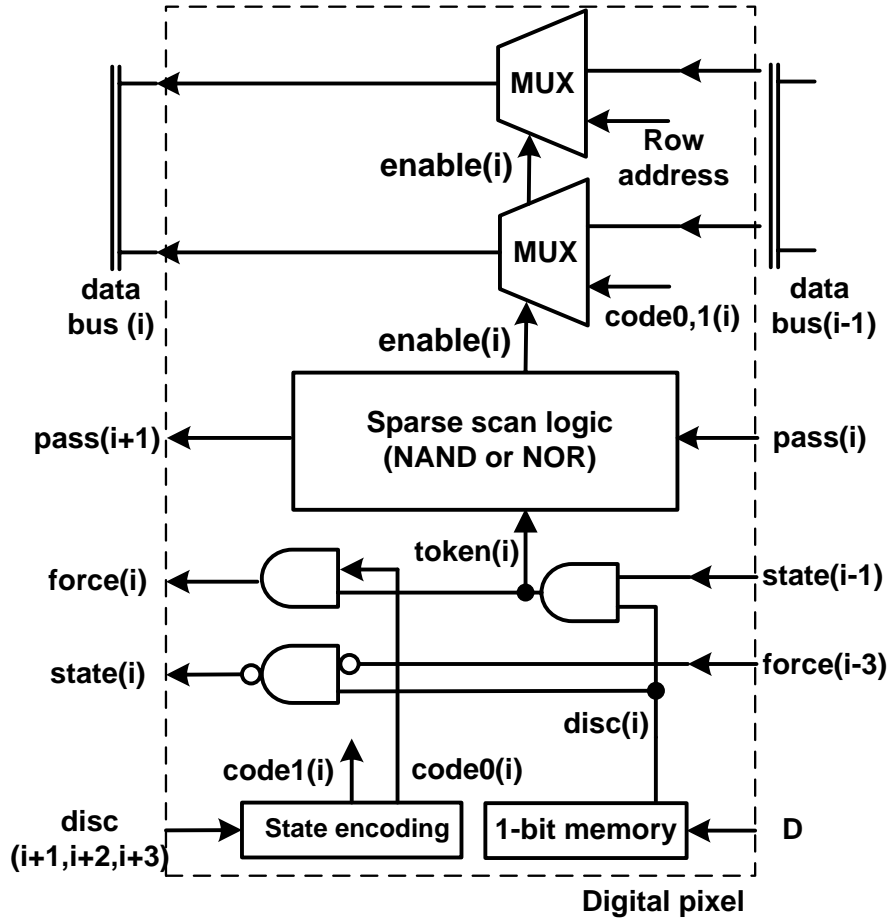 MUX
Row
address
enable(i)
MUX
data
bus (i)
code0,1(i)
data
bus(i-1)
enable(i)
pass(i+1)
Sparse scan logic
(NAND or NOR)
pass(i)
token(i)
force(i)
state(i-1)
state(i)
force(i-3)
disc(i)
code1(i)
code0(i)
disc
(i+1,i+2,i+3)
State encoding
1-bit memory
D
Digital pixel